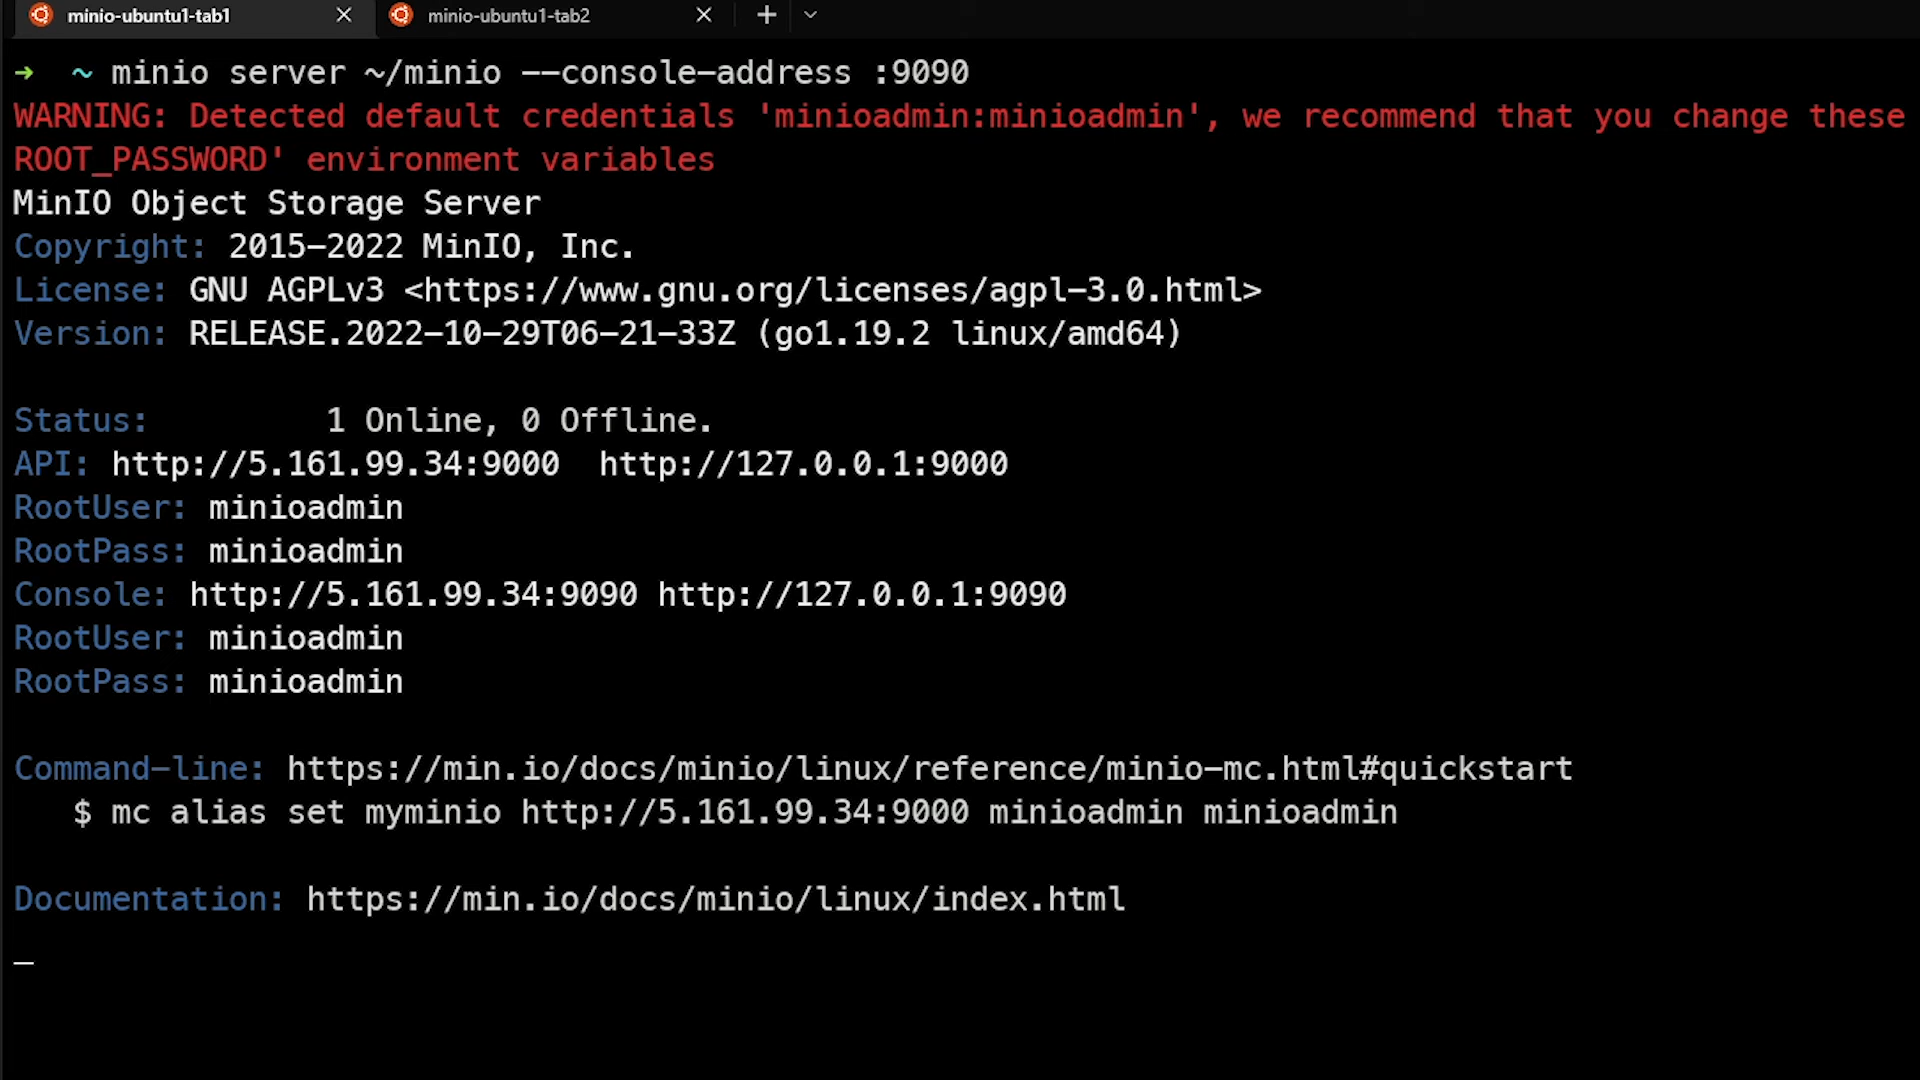 minio-ubuntu1-tab1 minio-ubuntu1-tab2
~ minio server ~/minio --console-address :9090
WARNING: Detected default credentials 'minioadmin:minioadmin', we recommend that you change these
ROOT_PASSWORD' environment variables
MinIO Object Storage Server
Copyright: 2015-2022 MinIO, Inc.
License: GNU AGPLv3 <https://www.gnu.org/licenses/agpl-3.0.html>
Version: RELEASE.2022-10-29T06-21-33Z (go1.19.2 linux/amd64)
Status: 1 Online, 0 Offline.
API: http://5.161.99.34:9000 http://127.0.0.1:9000
RootUser: minioadmin
RootPass: minioadmin
Console: http://5.161.99.34:9090 http://127.0.0.1:9090
RootUser: minioadmin
RootPass: minioadmin
Command-line: https://min.io/docs/minio/linux/reference/minio-mc.html#quickstart
$ mc alias set myminio http://5.161.99.34:9000 minioadmin minioadmin
Documentation: https://min.io/docs/minio/linux/index.html